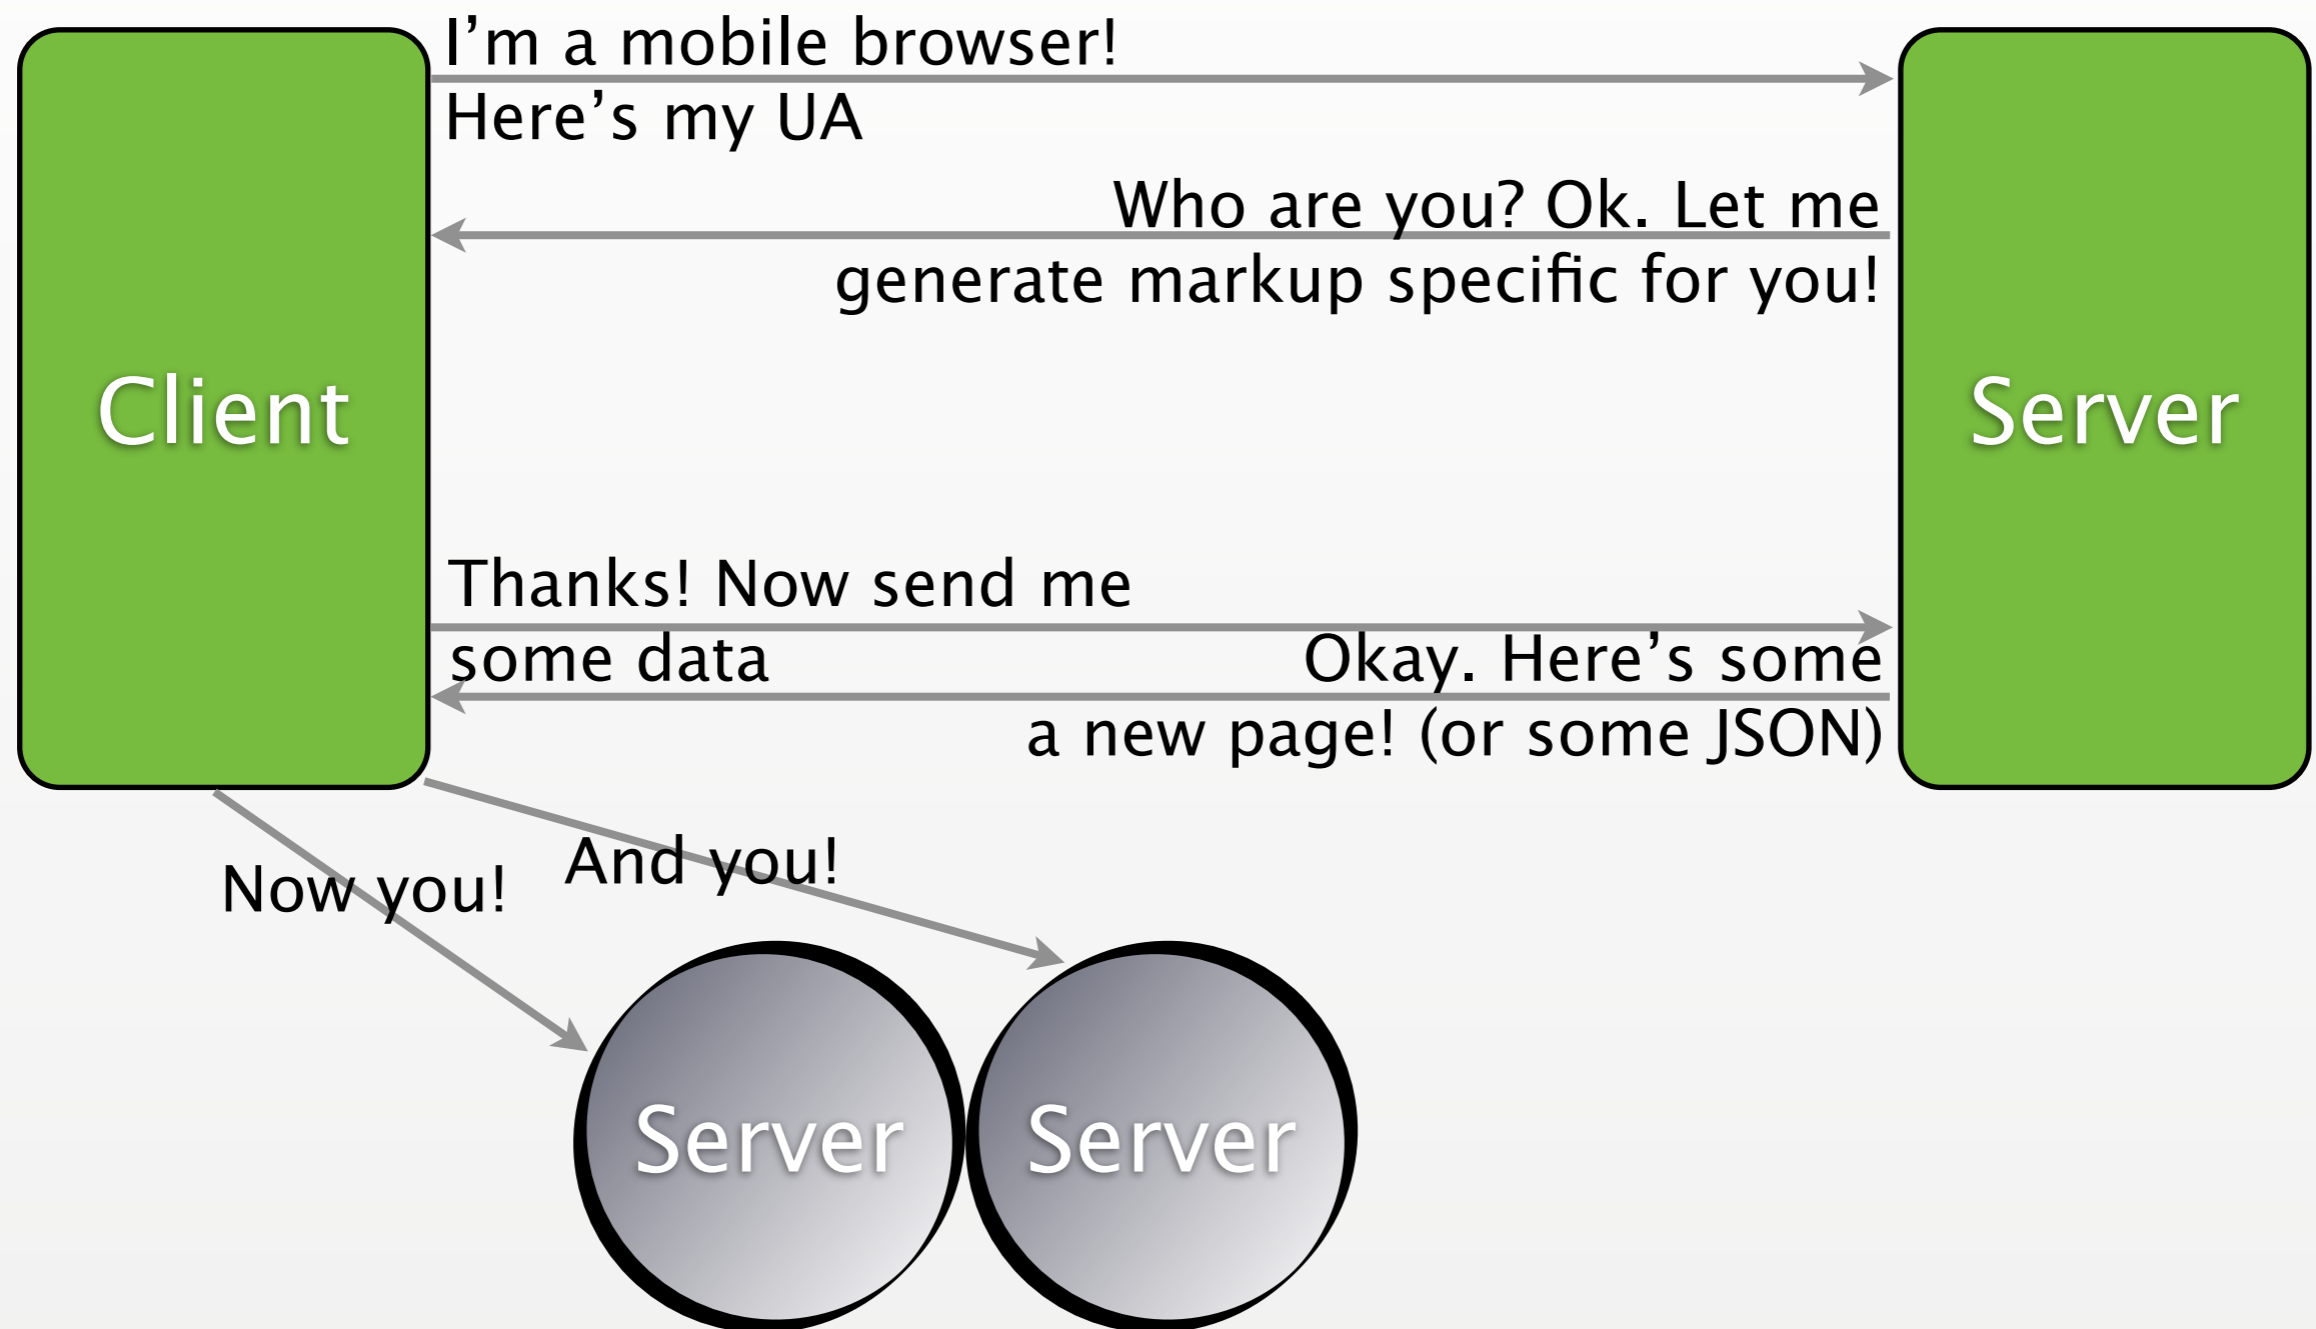 I’m a mobile browser!
Here’s my UA
Who are you? Ok. Let me
generate markup specific for you!
Client
Server
Thanks! Now send me
some data
Okay. Here’s some
a new page! (or some JSON)
Now you!
And you!
Server
Server